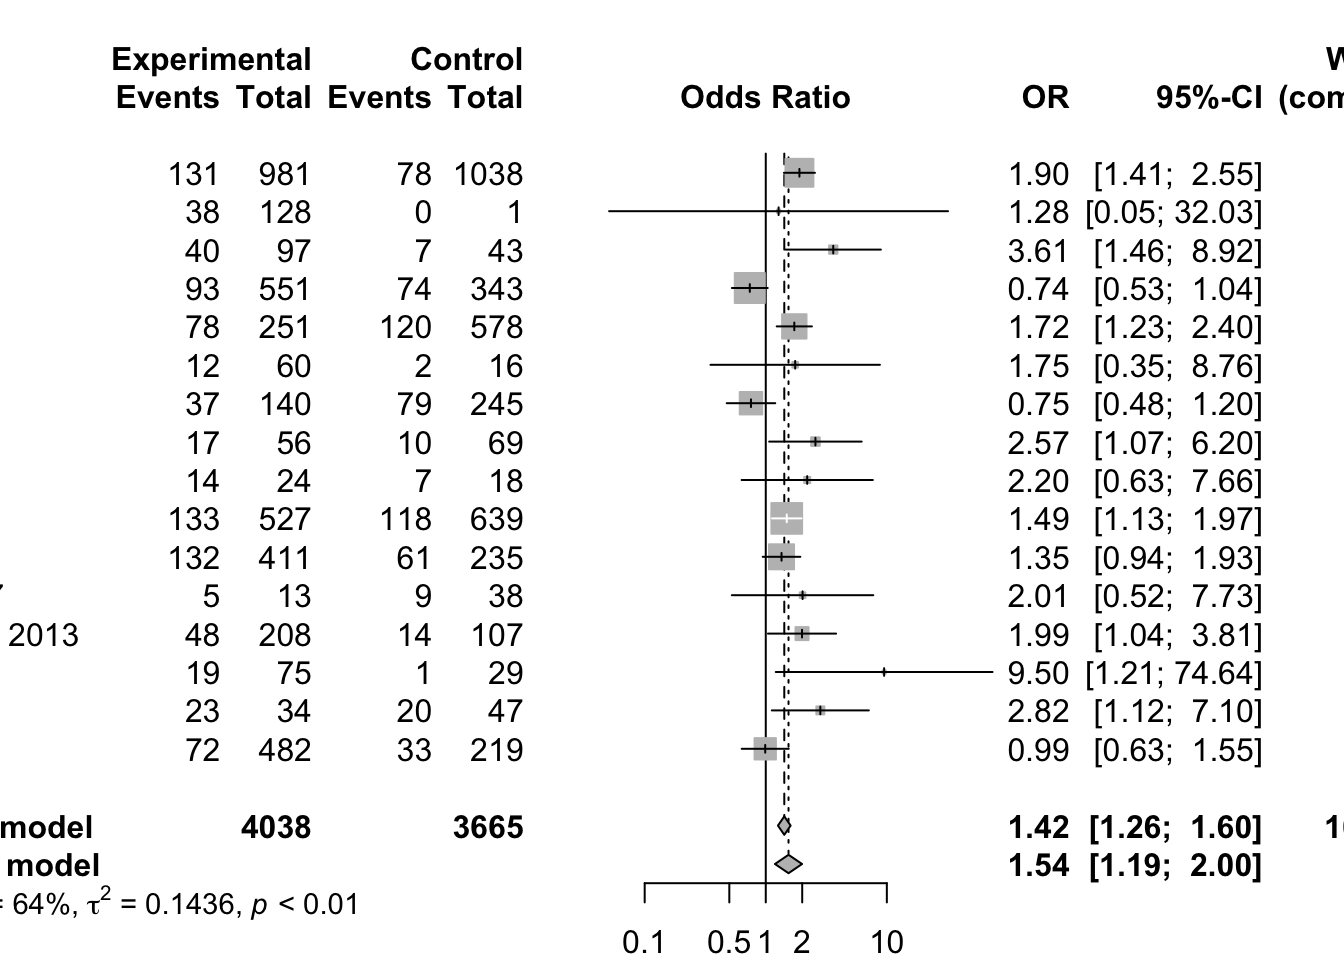 Experimental Control W
Events Total Events Total Odds Ratio OR 95%-CI (com
131 981 78 1038 1.90 [1.41; 2.55]
38 128 0 1 1.28 [0.05; 32.03]
40 97 7 43 3.61 [1.46; 8.92]
93 551 74 343 0.74 [0.53; 1.04]
78 251 120 578 1.72 [1.23; 2.40]
12 60 2 16 1.75 [0.35; 8.76]
37 140 79 245 0.75 [0.48; 1.20]
17 56 10 69 2.57 [1.07; 6.20]
14 24 7 18 2.20 [0.63; 7.66]
133 527 118 639 1.49 [1.13; 1.97]
132 411 61 235 1.35 [0.94; 1.93]
5 13 9 38 2.01 [0.52; 7.73]
2013 48 208 14 107 1.99 [1.04; 3.81]
19 75 1 29 9.50 [1.21; 74.64]
23 34 20 47 2.82 [1.12; 7.10]
72 482 33 219 0.99 [0.63; 1.55]
model 4038 3665 1.42 [1.26; 1.60]
model 1.54 [1.19; 2.00]
= 64%, τ² = 0.1436, p < 0.01
0.1 0.5 1 2 10